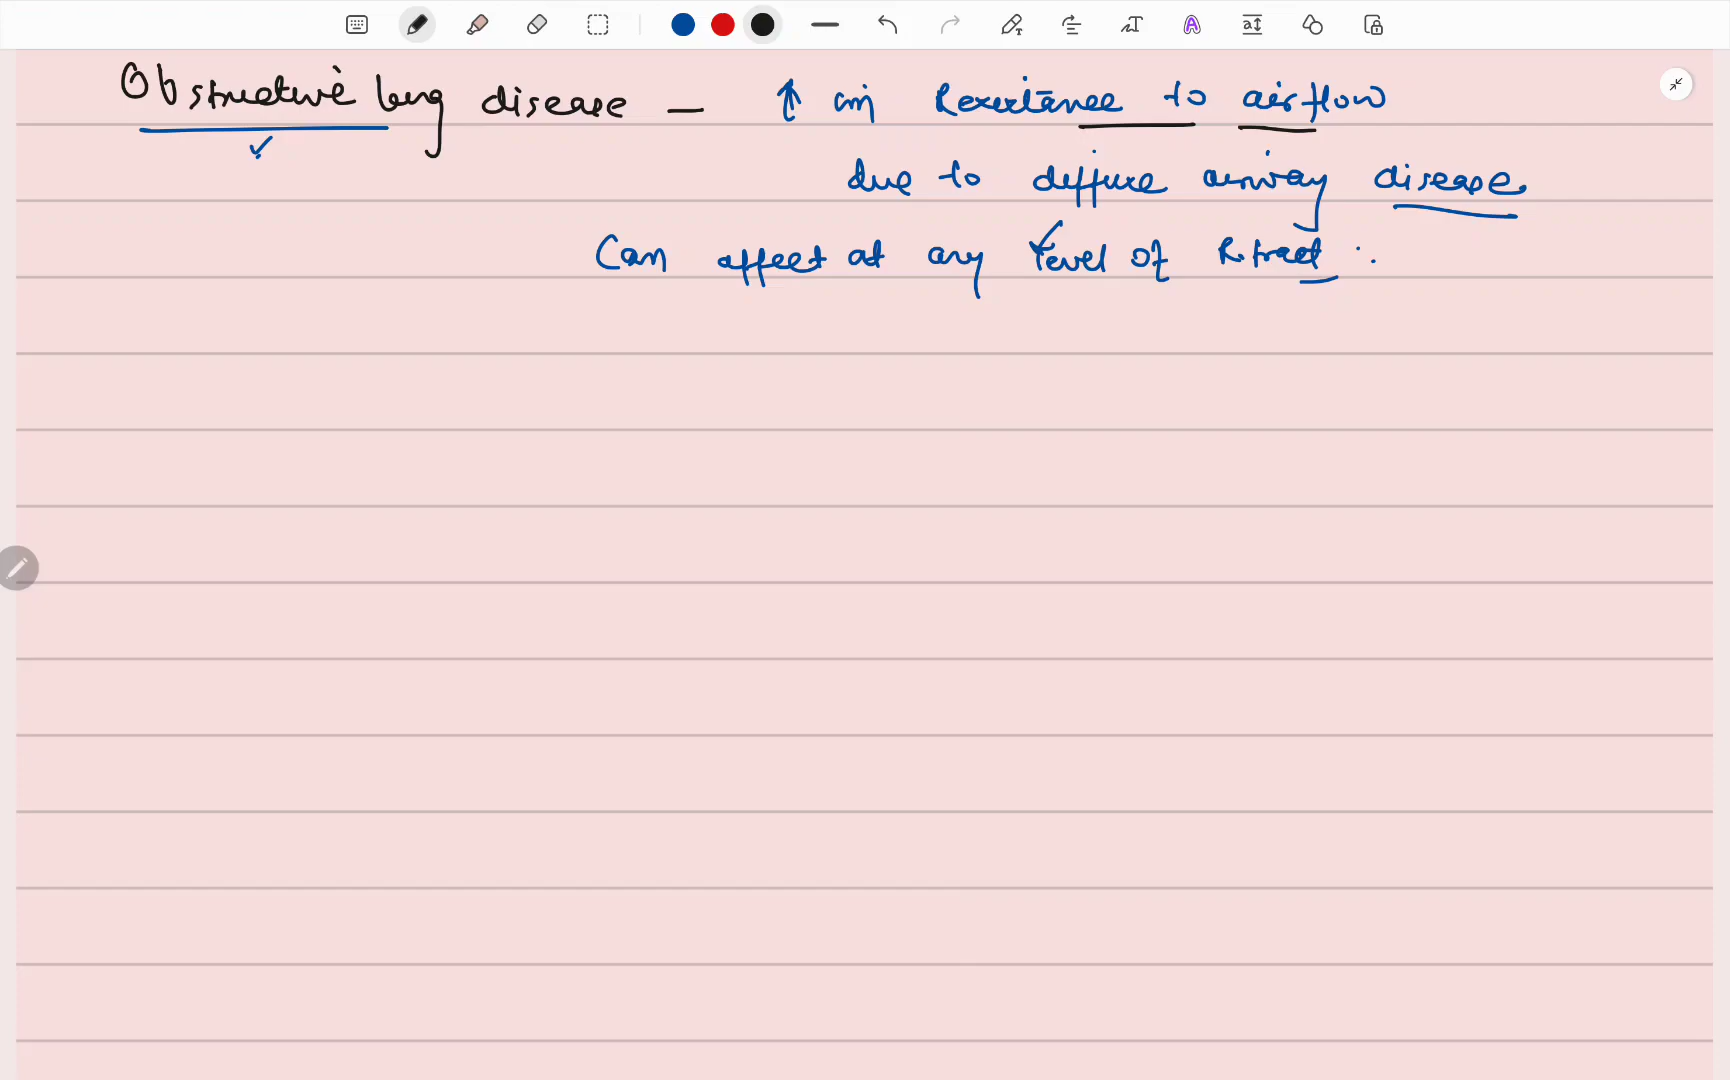 Obstructive lung disease — ↑ in Resistance to airflow
due to diffuse airway disease.
Can affect at any level of R.tract :